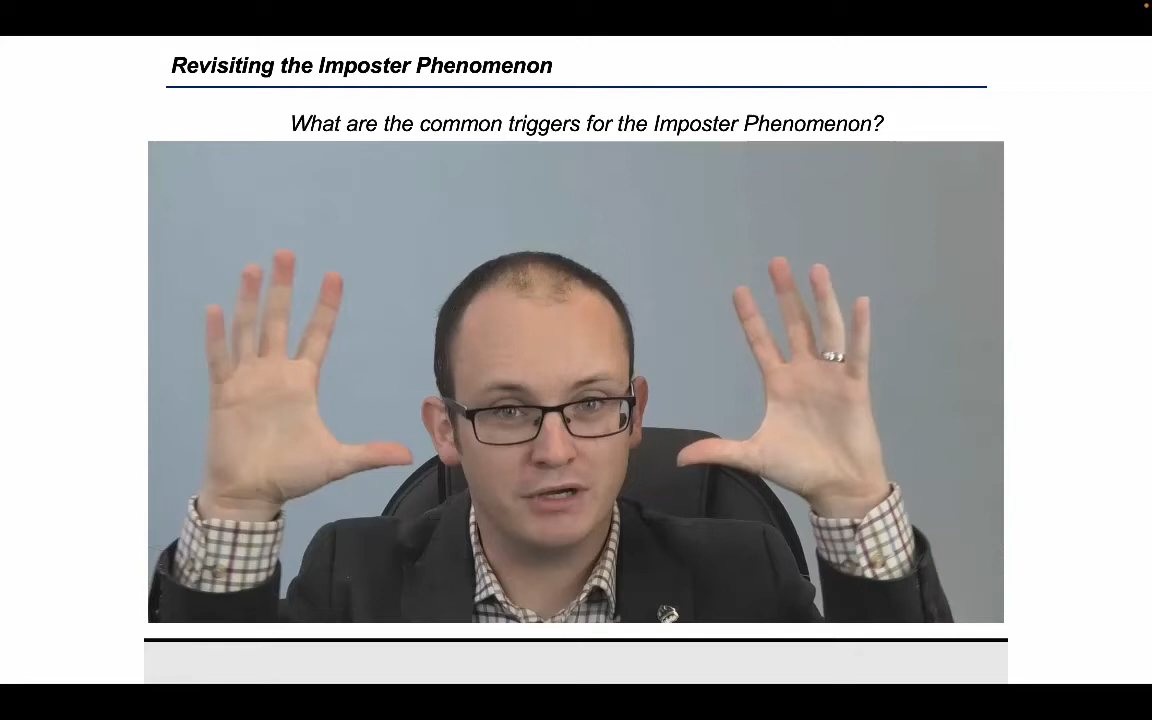 Revisiting the Imposter Phenomenon
What are the common triggers for the Imposter Phenomenon?